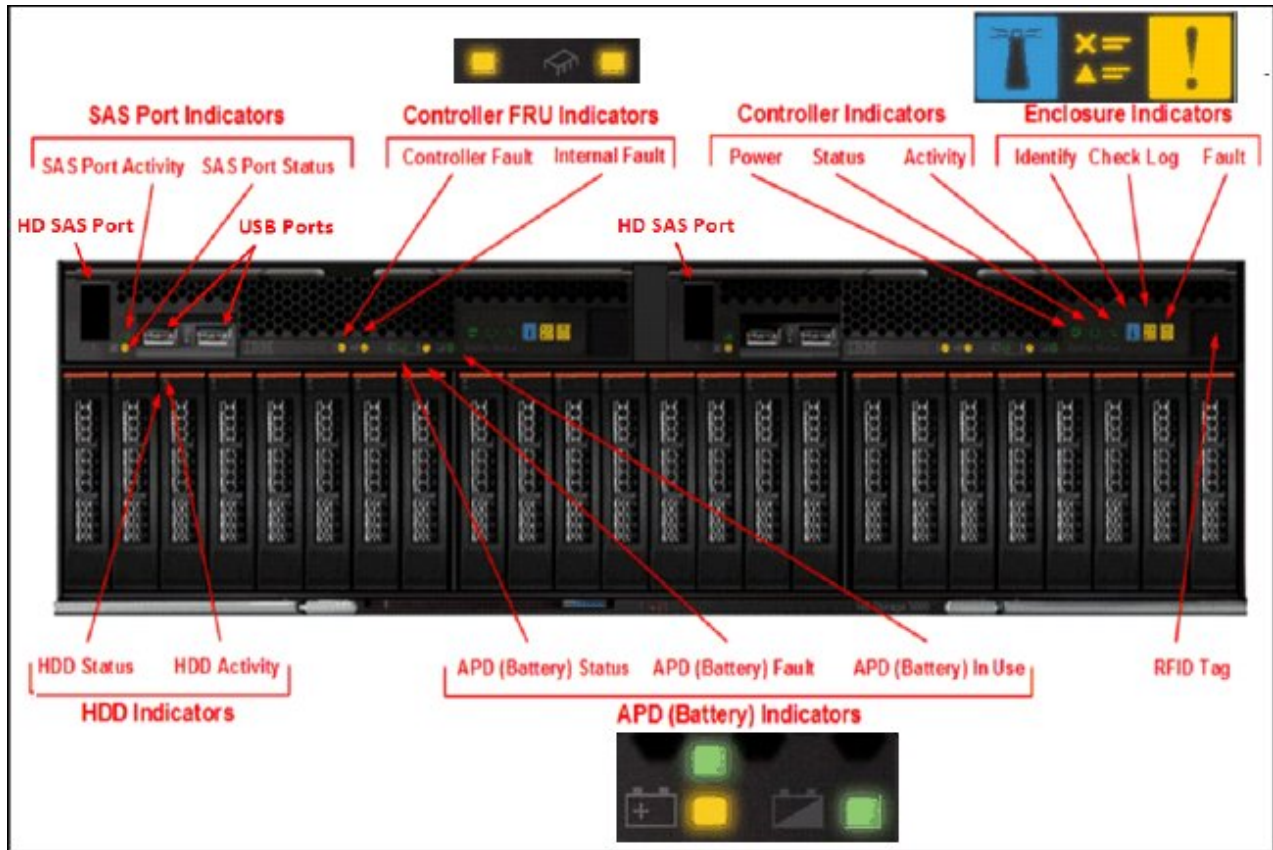 SAS Port Indicators
Controller FRU Indicators
Controller Indicators
Enclosure Indicators
SAS Port Activity SAS Port Status
Controller Fault Internal Fault
Power Status Activity
Identify Check Log Fault
HD SAS Port
USB Ports
HD SAS Port
IBM
HDD Status HDD Activity
APD (Battery) Status APD (Battery) Fault APD (Battery) In Use
RFID Tag
HDD Indicators
APD (Battery) Indicators